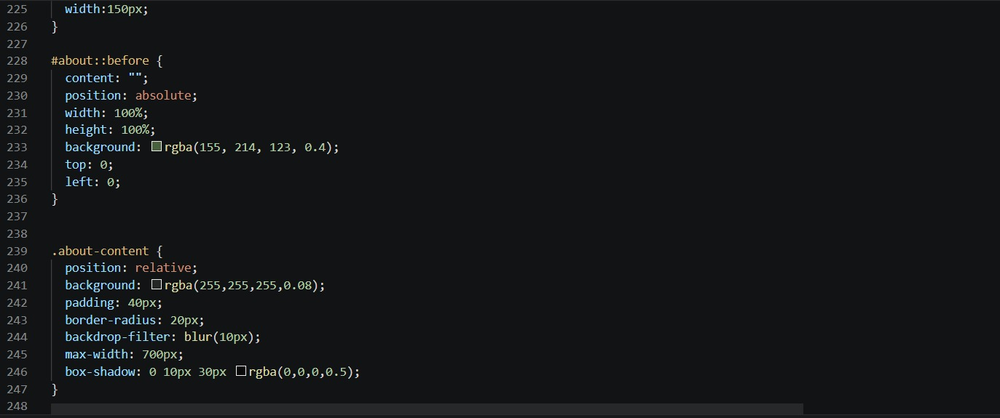 225 width:150px;
226 }
227
228 #about::before {
229 content: "";
230 position: absolute;
231 width: 100%;
232 height: 100%;
233 background: rgba(155, 214, 123, 0.4);
234 top: 0;
235 left: 0;
236 }
237
238
239 .about-content {
240 position: relative;
241 background: rgba(255,255,255,0.08);
242 padding: 40px;
243 border-radius: 20px;
244 backdrop-filter: blur(10px);
245 max-width: 700px;
246 box-shadow: 0 10px 30px rgba(0,0,0,0.5);
247 }
248